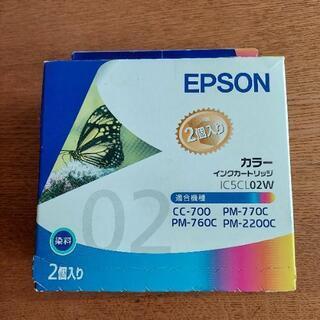 EPSON
2個入り
カラー
インクカートリッジ
IC5CL02W
適合機種
CC-700 PM-770C
PM-760C PM-2200C
02
染料
2個入り